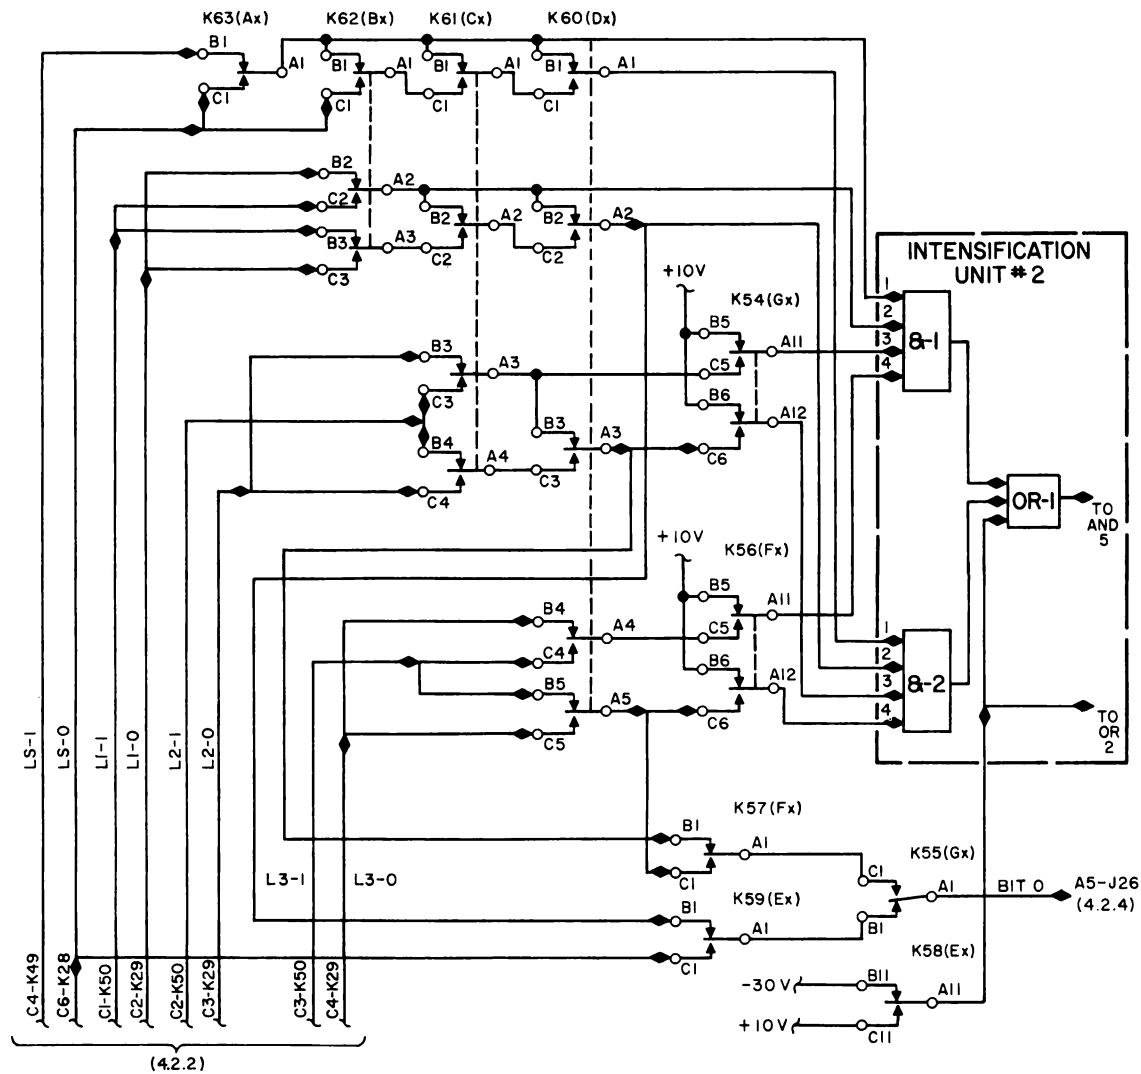 K63(Ax) K62(Bx) K61(Cx) K60(Dx)
B1 A1 B1 A1 B1 A1 B1 A1
C1 C1 C1 C1
B2 A2
C2 B2 A2 B2 A2
B3 A3 C2 C2
C3
INTENSIFICATION
UNIT #2
+10V
K54(Gx)
B5 A11
C5
B6 A12
C6
B3 A3
C3 B3 A3
B4 A4 C3
C4
1
2
3
4
&-1
OR-1
TO
AND
5
+10V
K56(Fx)
B5 A11
C5
B6 A12
C6
B4 A4
C4
B5 A5
C5
1
2
3
4
&-2
TO
OR
2
LS-1
LS-0
L1-1
L1-0
L2-1
L2-0
L3-1
L3-0
K57(Fx)
B1 A1
C1
K59(Ex)
B1 A1
C1
K55(Gx)
C1 A1
B1
BIT 0
A5-J26
(4.2.4)
K58(Ex)
-30V B11 A11
+10V C11
C4-K49
C6-K28
C1-K50
C2-K29
C2-K50
C3-K29
C3-K50
C4-K29
(4.2.2)